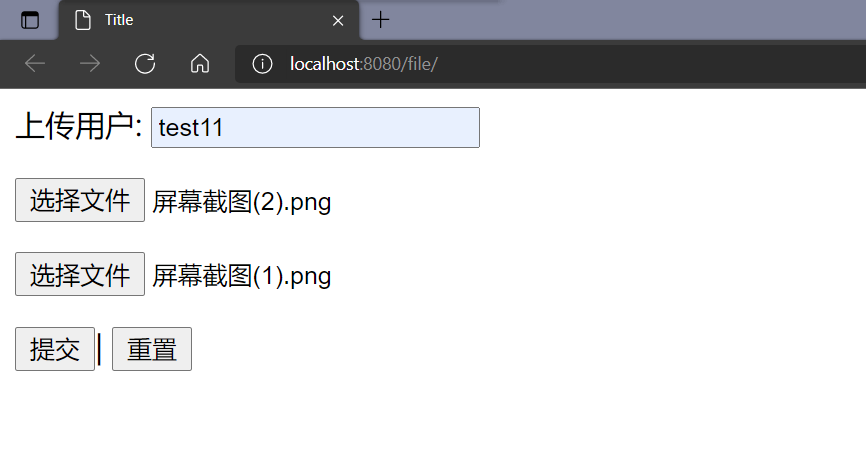 Title
localhost:8080/file/
上传用户: test11
选择文件 屏幕截图(2).png
选择文件 屏幕截图(1).png
提交| 重置